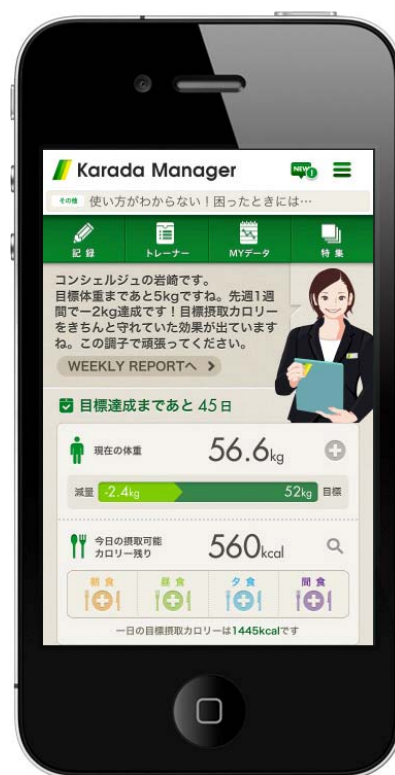 Karada Manager
NEW
その他 使い方がわからない！困ったときには…
記録 トレーナー MYデータ 特集
コンシェルジュの岩崎です。
目標体重まであと5kgですね。先週1週
間でー2kg達成です！目標摂取カロリー
をきちんと守れていた効果が出ています
ね。この調子で頑張ってください。
WEEKLY REPORTへ
目標達成まであと 45日
現在の体重 56.6kg
減量 -2.4kg 52kg 目標
今日の摂取可能
カロリー残り 560kcal
朝食 昼食 夕食 間食
一日の目標摂取カロリーは1445kcalです